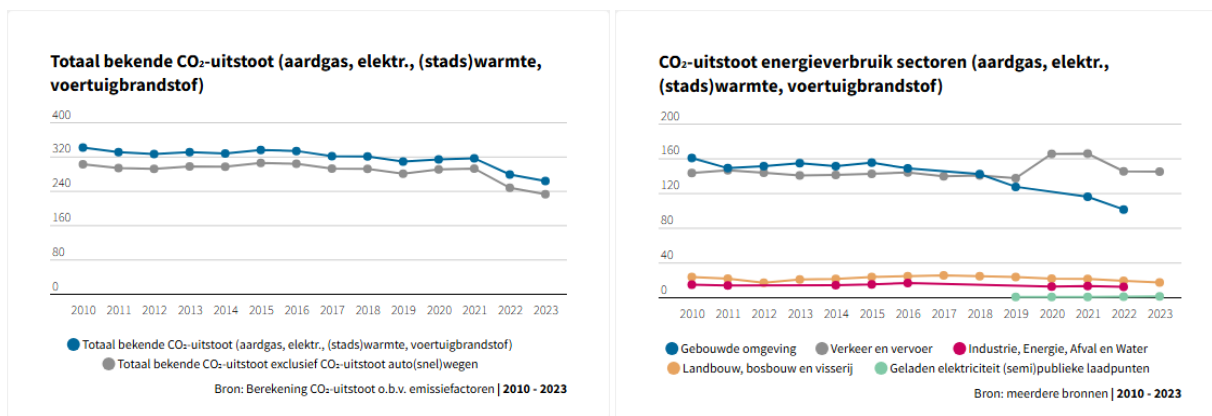 Totaal bekende CO₂-uitstoot (aardgas, elektr., (stads)warmte,
voertuigbrandstof)
400
320
240
160
80
0
2010 2011 2012 2013 2014 2015 2016 2017 2018 2019 2020 2021 2022 2023
Totaal bekende CO₂-uitstoot (aardgas, elektr., (stads)warmte, voertuigbrandstof)
Totaal bekende CO₂-uitstoot exclusief CO₂-uitstoot auto(snel)wegen
Bron: Berekening CO₂-uitstoot o.b.v. emissiefactoren | 2010 - 2023
CO₂-uitstoot energieverbruik sectoren (aardgas, elektr.,
(stads)warmte, voertuigbrandstof)
200
160
120
80
40
0
2010 2011 2012 2013 2014 2015 2016 2017 2018 2019 2020 2021 2022 2023
Gebouwde omgeving Verkeer en vervoer Industrie, Energie, Afval en Water
Landbouw, bosbouw en visserij Geladen elektriciteit (semi)publieke laadpunten
Bron: meerdere bronnen | 2010 - 2023